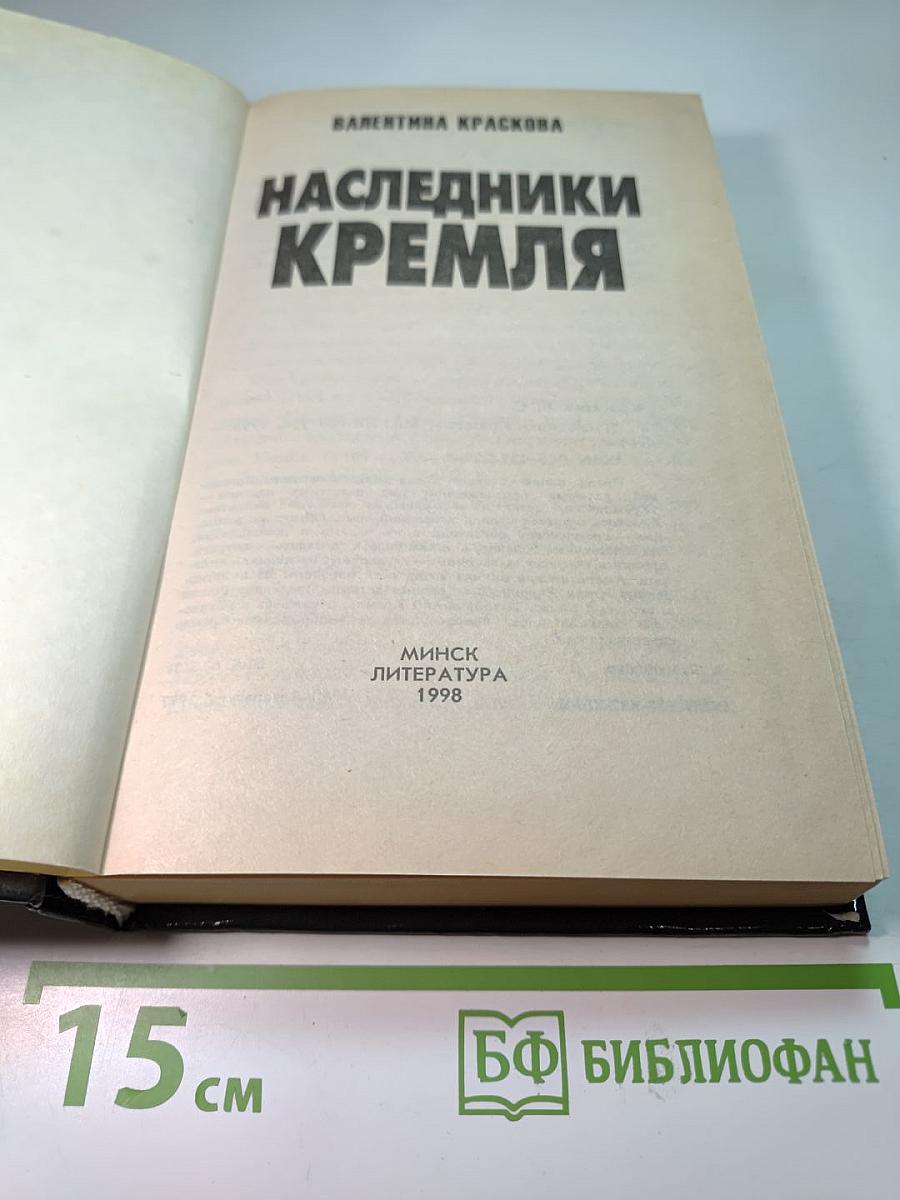 ВАЛЕНТИНА КРАСКОВА
НАСЛЕДНИКИ
КРЕМЛЯ
МИНСК
ЛИТЕРАТУРА
1998
15 см
БФ БИБЛИОФАН